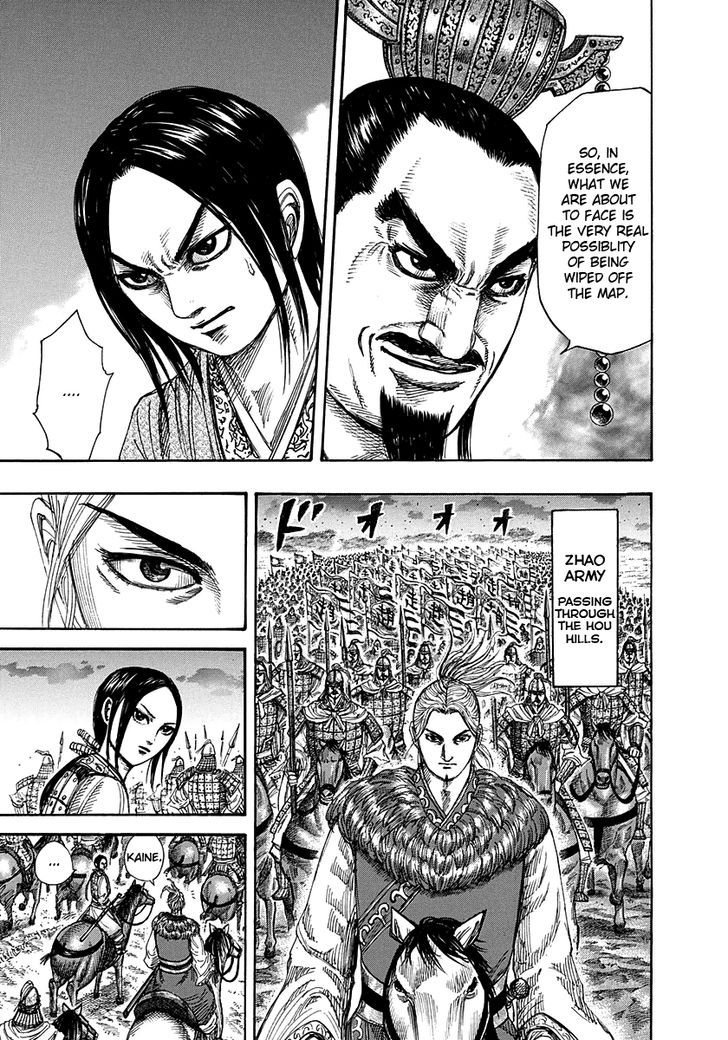 SO, IN
ESSENCE,
WHAT WE
ARE ABOUT
TO FACE IS
THE VERY REAL
POSSIBLITY
OF BEING
WIPED OFF
THE MAP.
....
ド オ オ オ
ZHAO
ARMY
PASSING
THROUGH
THE HOU
HILLS.
KAINE.
...